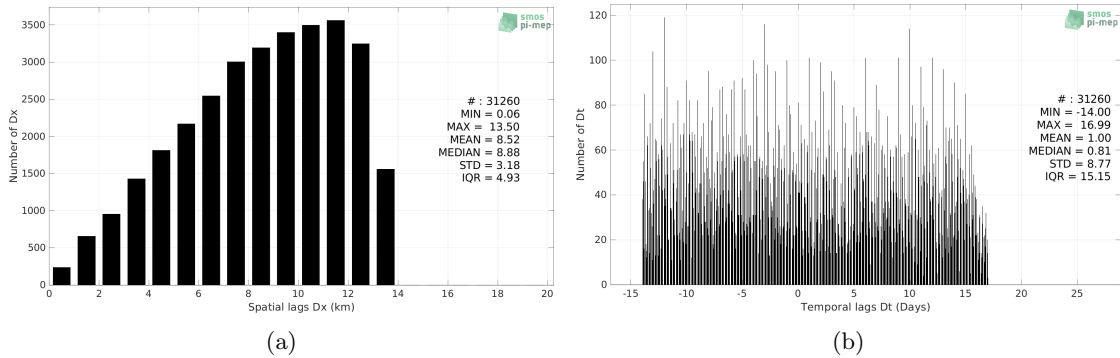 smos
pi-mep
3500
3000
2500
2000
1500
1000
500
0
Number of Dx
# : 31260
MIN = 0.06
MAX = 13.50
MEAN = 8.52
MEDIAN = 8.88
STD = 3.18
IQR = 4.93
0 2 4 6 8 10 12 14 16 18 20
Spatial lags Dx (km)
(a)
smos
pi-mep
120
100
80
60
40
20
0
Number of Dt
# : 31260
MIN = -14.00
MAX = 16.99
MEAN = 1.00
MEDIAN = 0.81
STD = 8.77
IQR = 15.15
-15 -10 -5 0 5 10 15 20 25
Temporal lags Dt (Days)
(b)